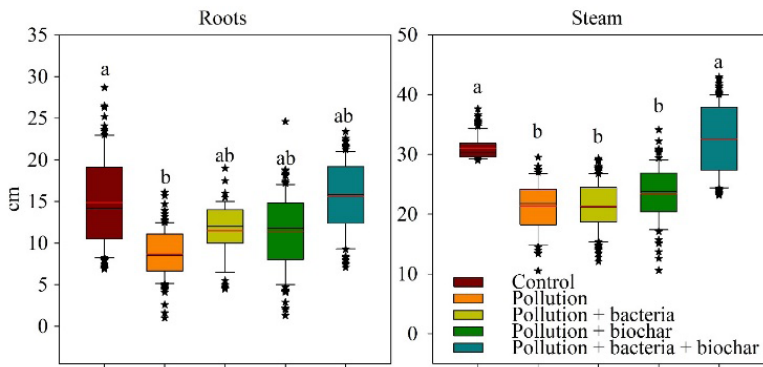 Roots
Steam
cm
35
30
25
20
15
10
5
0
a
b
ab
ab
ab
50
40
30
20
10
0
a
b
b
b
a
Control
Pollution
Pollution + bacteria
Pollution + biochar
Pollution + bacteria + biochar